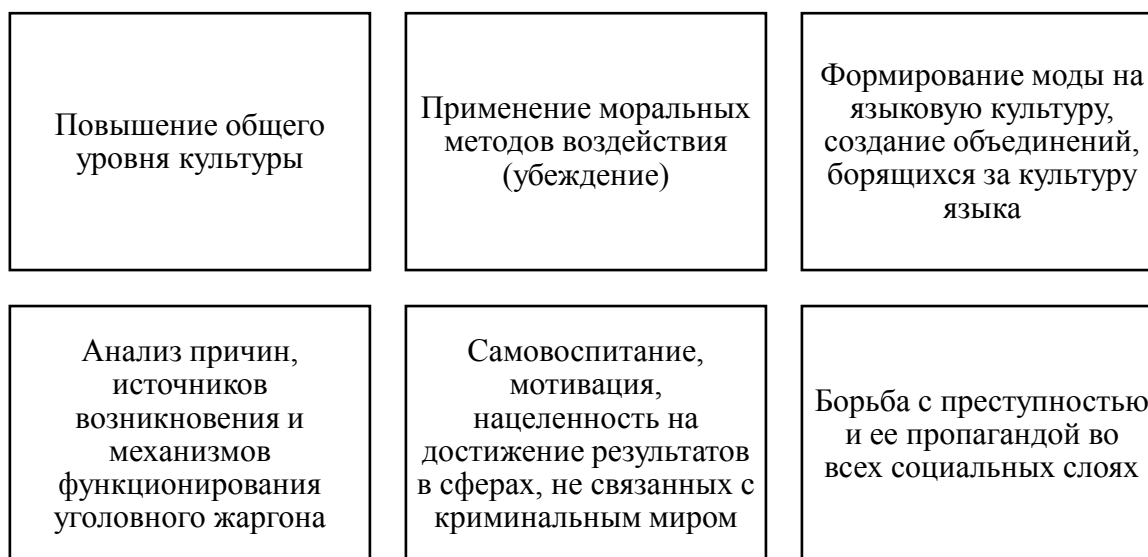 Повышение общего
уровня культуры
Применение моральных
методов воздействия
(убеждение)
Формирование моды на
языковую культуру,
создание объединений,
борящихся за культуру
языка
Анализ причин,
источников
возникновения и
механизмов
функционирования
уголовного жаргона
Самовоспитание,
мотивация,
нацеленность на
достижение результатов
в сферах, не связанных с
криминальным миром
Борьба с преступностью
и ее пропагандой во
всех социальных слоях